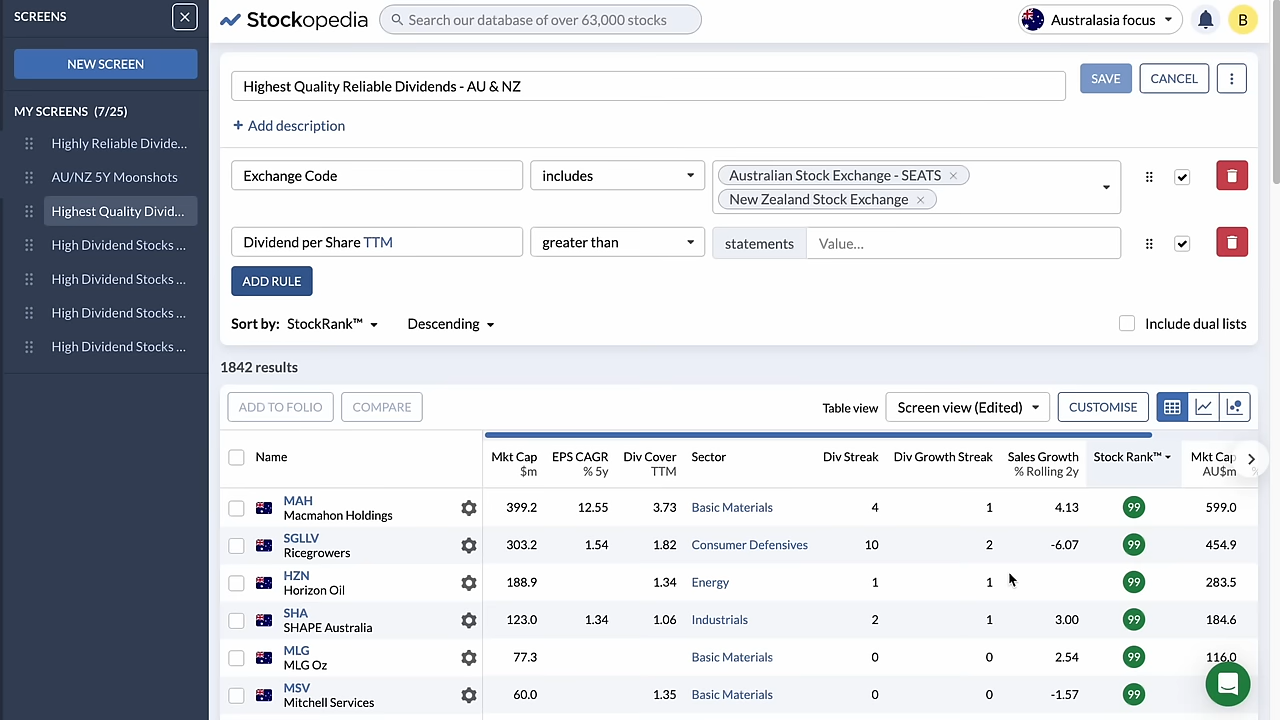 SCREENS
NEW SCREEN
MY SCREENS (7/25)
Highly Reliable Divide...
AU/NZ 5Y Moonshots
Highest Quality Divid...
High Dividend Stocks ...
High Dividend Stocks ...
High Dividend Stocks ...
High Dividend Stocks ...
Stockopedia
Search our database of over 63,000 stocks
Australasia focus
B
Highest Quality Reliable Dividends - AU & NZ
SAVE
CANCEL
+ Add description
Exchange Code
includes
Australian Stock Exchange - SEATS ×
New Zealand Stock Exchange ×
Dividend per Share TTM
greater than
statements
Value...
ADD RULE
Sort by: StockRank™
Descending
Include dual lists
1842 results
ADD TO FOLIO
COMPARE
Table view
Screen view (Edited)
CUSTOMISE
Name
Mkt Cap $m
EPS CAGR % 5y
Div Cover TTM
Sector
Div Streak
Div Growth Streak
Sales Growth % Rolling 2y
Stock Rank™
Mkt Cap AU$m
MAH Macmahon Holdings 399.2 12.55 3.73 Basic Materials 4 1 4.13 99 599.0
SGLLV Ricegrowers 303.2 1.54 1.82 Consumer Defensives 10 2 -6.07 99 454.9
HZN Horizon Oil 188.9 1.34 Energy 1 1 99 283.5
SHA SHAPE Australia 123.0 1.34 1.06 Industrials 2 1 3.00 99 184.6
MLG MLG Oz 77.3 Basic Materials 0 0 2.54 99 116.0
MSV Mitchell Services 60.0 1.35 Basic Materials 0 0 -1.57 99